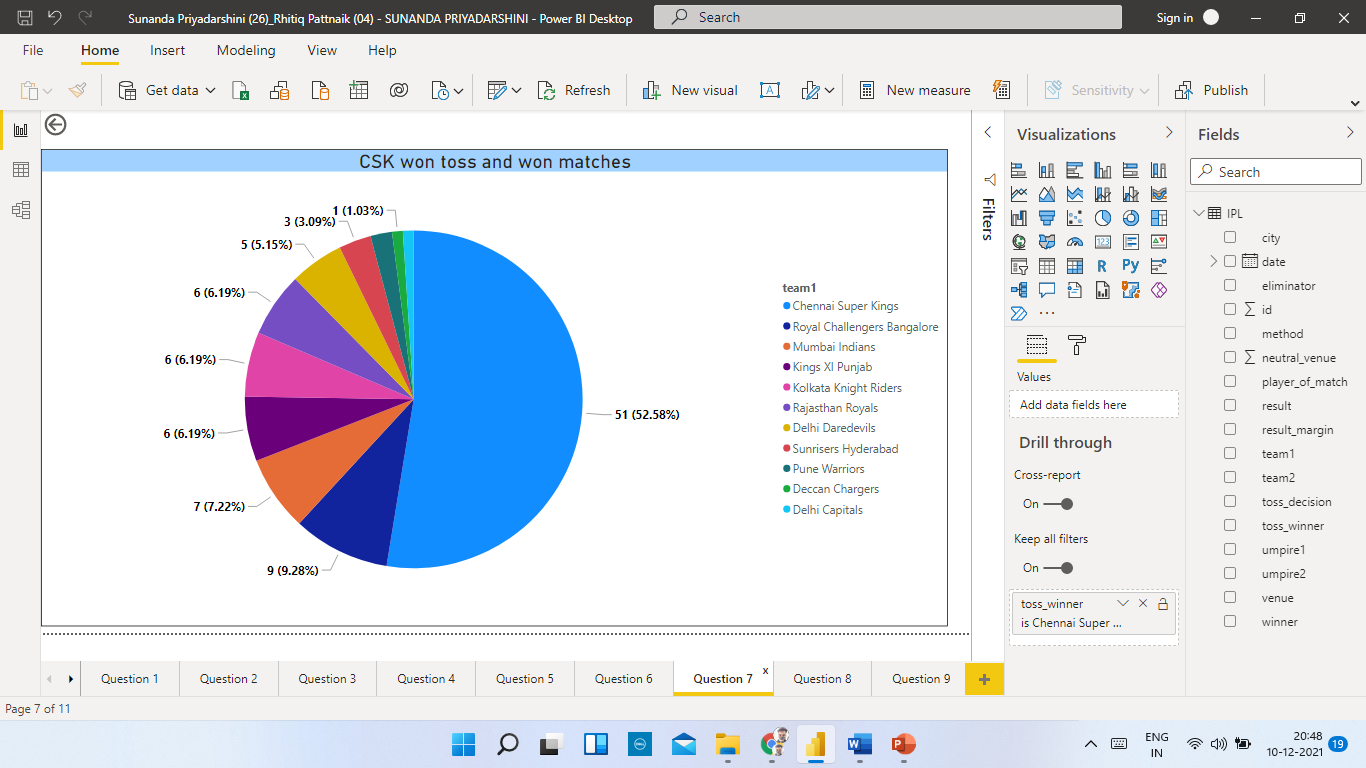 Sunanda Priyadarshini (26)_Rhitiq Pattnaik (04) - SUNANDA PRIYADARSHINI - Power BI Desktop
Search
Sign in
File
Home
Insert
Modeling
View
Help
Get data
Refresh
New visual
New measure
Sensitivity
Publish
CSK won toss and won matches
1 (1.03%)
3 (3.09%)
5 (5.15%)
6 (6.19%)
6 (6.19%)
6 (6.19%)
7 (7.22%)
9 (9.28%)
51 (52.58%)
team1
Chennai Super Kings
Royal Challengers Bangalore
Mumbai Indians
Kings XI Punjab
Kolkata Knight Riders
Rajasthan Royals
Delhi Daredevils
Sunrisers Hyderabad
Pune Warriors
Deccan Chargers
Delhi Capitals
Filters
Visualizations
123
R
Py
Values
Add data fields here
Drill through
Cross-report
On
Keep all filters
On
toss_winner
is Chennai Super ...
Fields
Search
IPL
city
date
eliminator
id
method
neutral_venue
player_of_match
result
result_margin
team1
team2
toss_decision
toss_winner
umpire1
umpire2
venue
winner
Question 1
Question 2
Question 3
Question 4
Question 5
Question 6
Question 7
x
Question 8
Question 9
+
Page 7 of 11
ENG
IN
20:48
10-12-2021
19